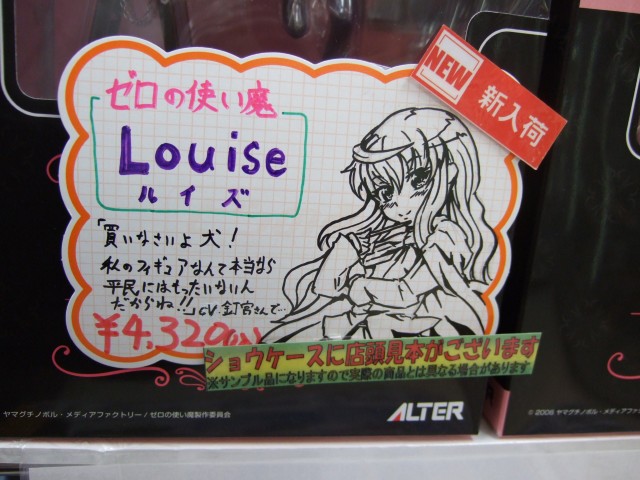 NEW
新入荷
ゼロの使い魔
Louise
ルイズ
「買いなさいよ犬！
私のフィギュアなんて本当なら
平民にはもったいないん
だからね!!」CV.釘宮さんで…
¥4,320
ショウケースに店頭見本がございます
※サンプル品になりますので実際の商品とは異なる場合があります
ヤマグチノボル・メディアファクトリー／ゼロの使い魔製作委員会
ALTER
© 2006 ヤマグチノボル・メディアファク